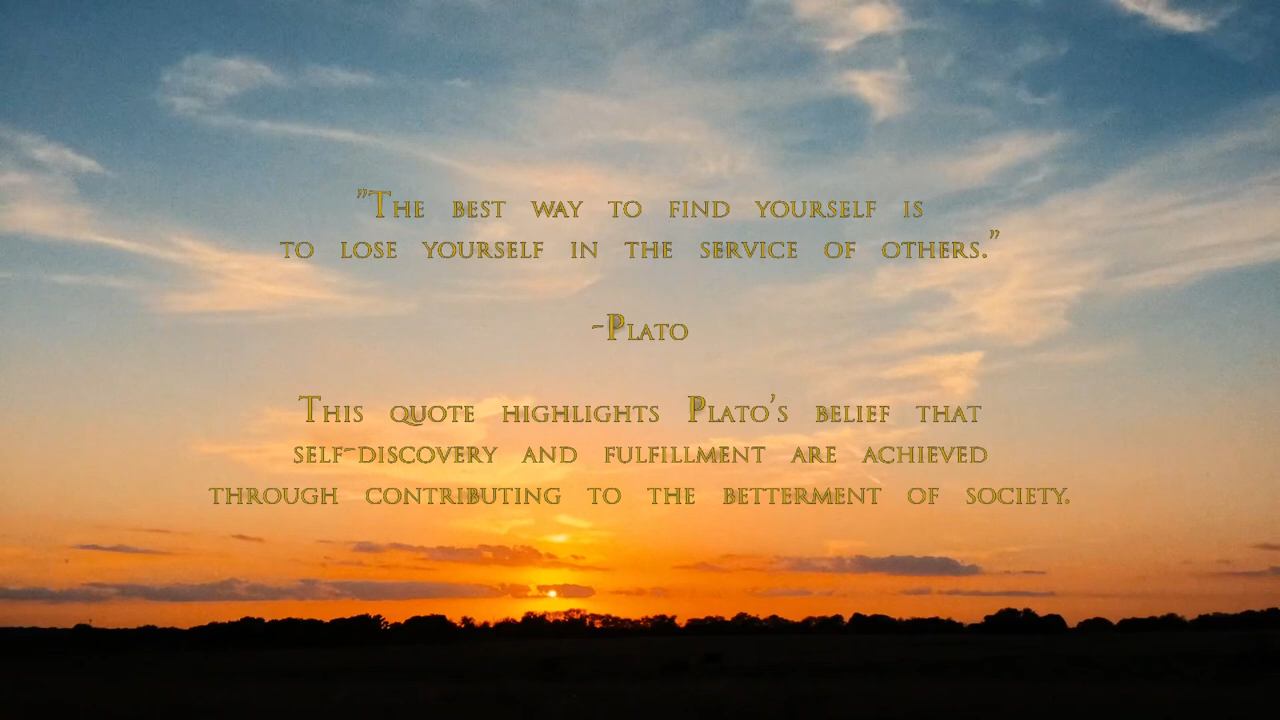 ”The best way to find yourself is
to lose yourself in the service of others.”
~Plato
This quote highlights Plato's belief that
self-discovery and fulfillment are achieved
through contributing to the betterment of society.